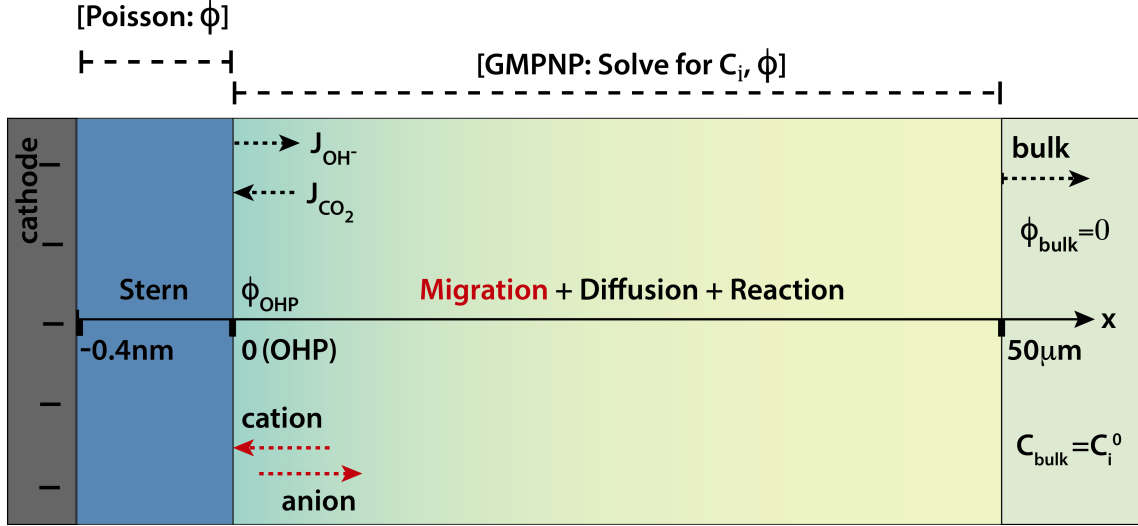 [Poisson: ϕ]
[GMPNP: Solve for Cᵢ, ϕ]
cathode
J_OH⁻
bulk
J_CO₂
ϕ_bulk=0
Stern
ϕ_OHP
Migration + Diffusion + Reaction
x
-0.4nm
0 (OHP)
50μm
cation
C_bulk=Cᵢ⁰
anion